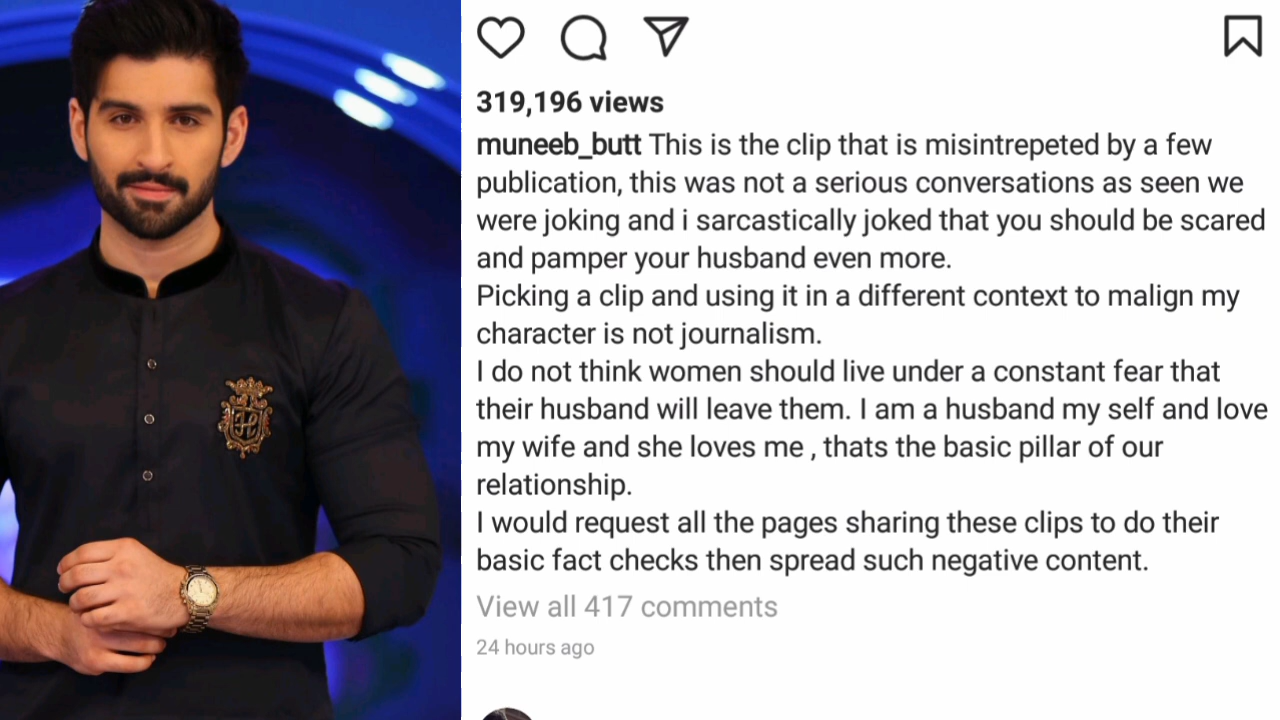 319,196 views
muneeb_butt This is the clip that is misintrepeted by a few
publication, this was not a serious conversations as seen we
were joking and i sarcastically joked that you should be scared
and pamper your husband even more.
Picking a clip and using it in a different context to malign my
character is not journalism.
I do not think women should live under a constant fear that
their husband will leave them. I am a husband my self and love
my wife and she loves me , thats the basic pillar of our
relationship.
I would request all the pages sharing these clips to do their
basic fact checks then spread such negative content.
View all 417 comments
24 hours ago